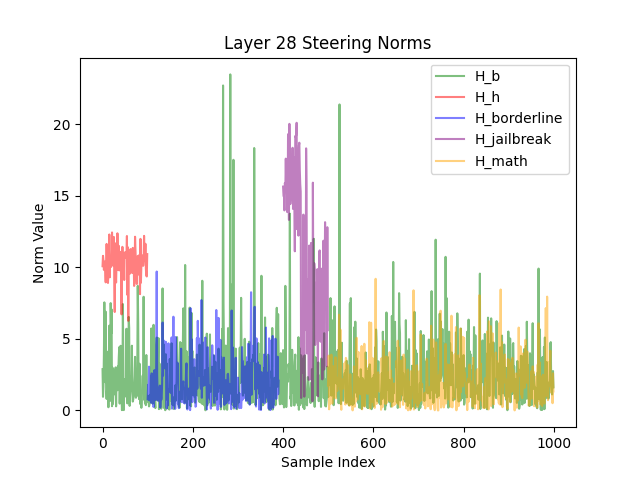 Layer 28 Steering Norms
H_b
H_h
H_borderline
H_jailbreak
H_math
Norm Value
20
15
10
5
0
0
200
400
600
800
1000
Sample Index